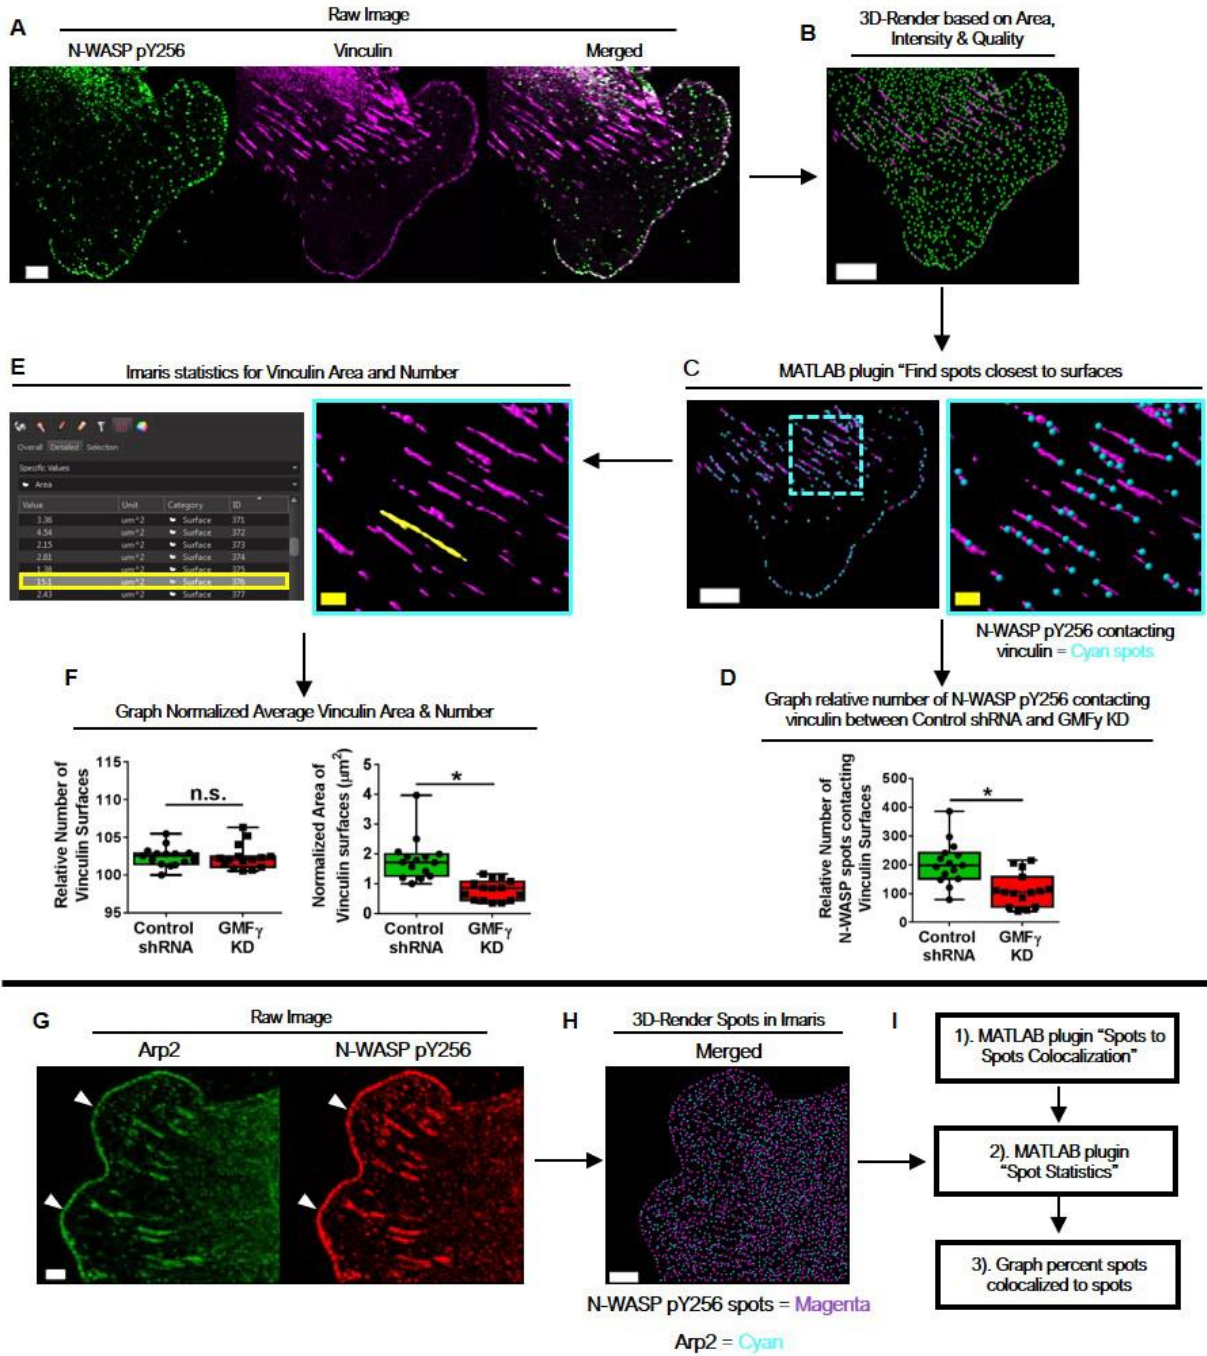 A
Raw Image
N-WASP pY256
Vinculin
Merged
B
3D-Render based on Area,
Intensity & Quality
E
Imaris statistics for Vinculin Area and Number
Overall Detailed Selection
Specific Values
Area
Value Unit Category ID
3.36 um^2 Surface 371
4.54 um^2 Surface 372
2.15 um^2 Surface 373
2.81 um^2 Surface 374
1.38 um^2 Surface 375
15.1 um^2 Surface 376
2.43 um^2 Surface 377
C
MATLAB plugin “Find spots closest to surfaces
N-WASP pY256 contacting
vinculin = Cyan spots
F
Graph Normalized Average Vinculin Area & Number
Relative Number of
Vinculin Surfaces
115
110
105
100
95
n.s.
Control
shRNA
GMFγ
KD
Normalized Area of
Vinculin surfaces (µm²)
5
4
3
2
1
0
*
Control
shRNA
GMFγ
KD
D
Graph relative number of N-WASP pY256 contacting
vinculin between Control shRNA and GMFy KD
Relative Number of
N-WASP spots contacting
Vinculin Surfaces
500
400
300
200
100
0
*
Control
shRNA
GMFγ
KD
G
Raw Image
Arp2
N-WASP pY256
H
3D-Render Spots in Imaris
Merged
N-WASP pY256 spots = Magenta
Arp2 = Cyan
I
1). MATLAB plugin “Spots to
Spots Colocalization”
2). MATLAB plugin
“Spot Statistics”
3). Graph percent spots
colocalized to spots